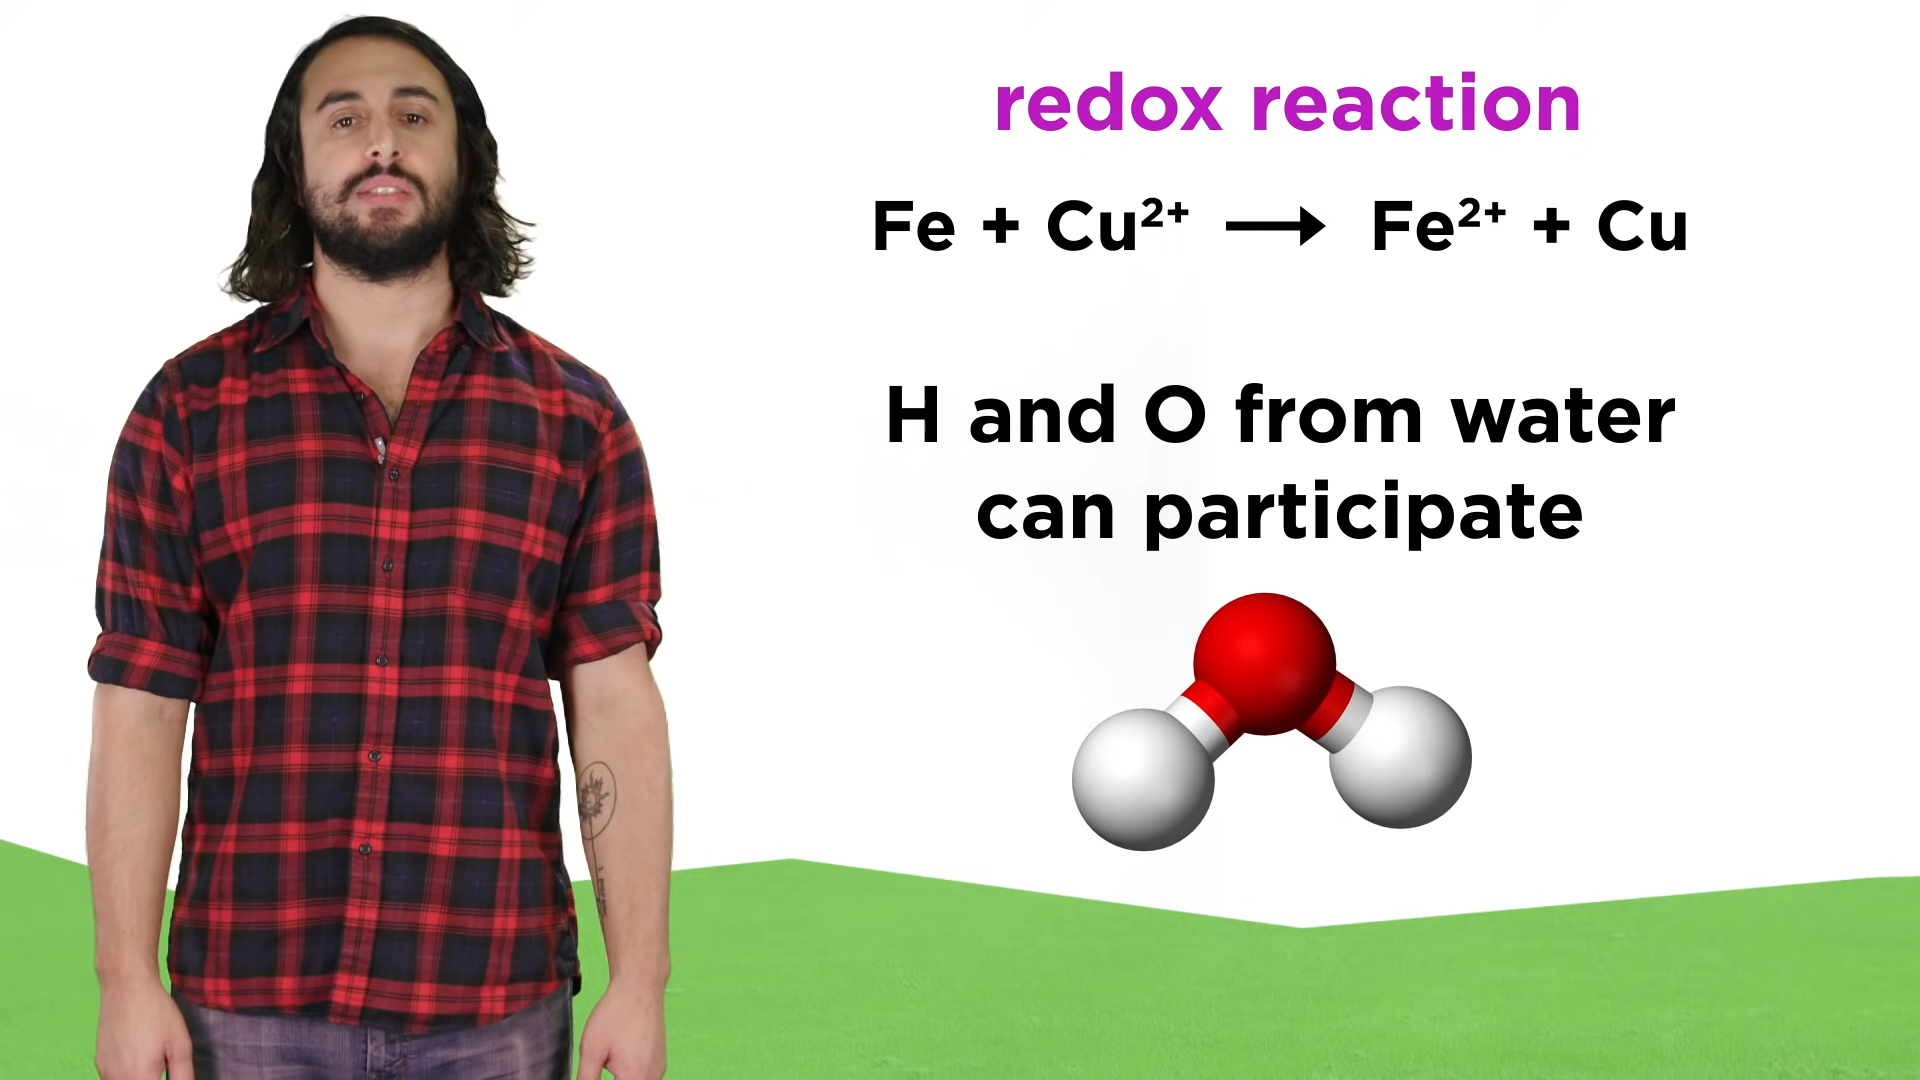 redox reaction
Fe + Cu²⁺ ⟶ Fe²⁺ + Cu
H and O from water
can participate